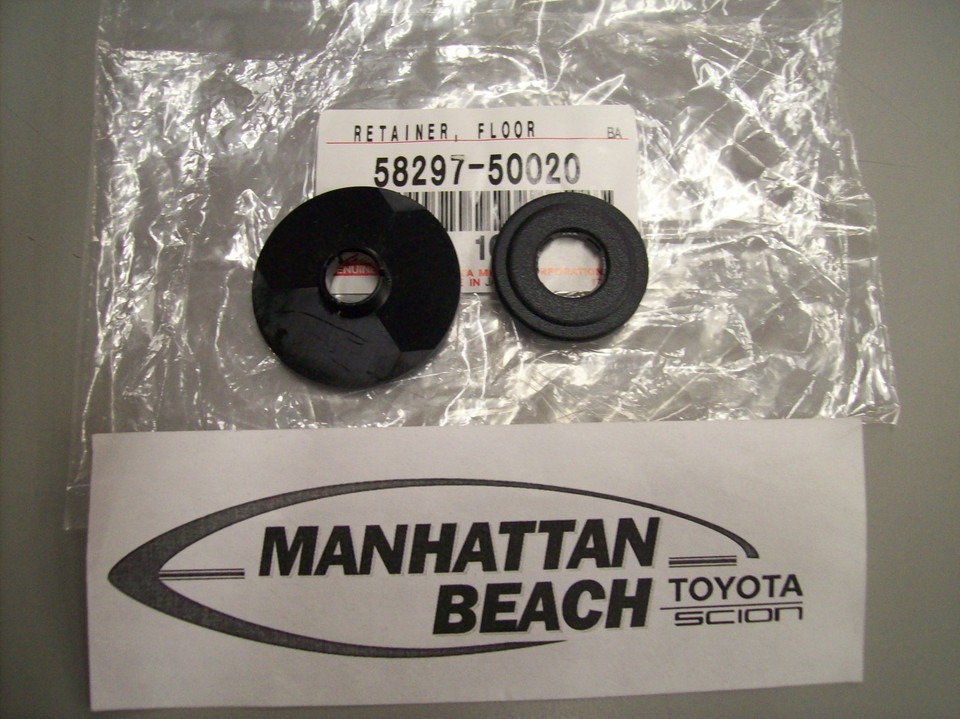 RETAINER, FLOOR BA
58297-50020
MANHATTAN
BEACH
TOYOTA
SCION